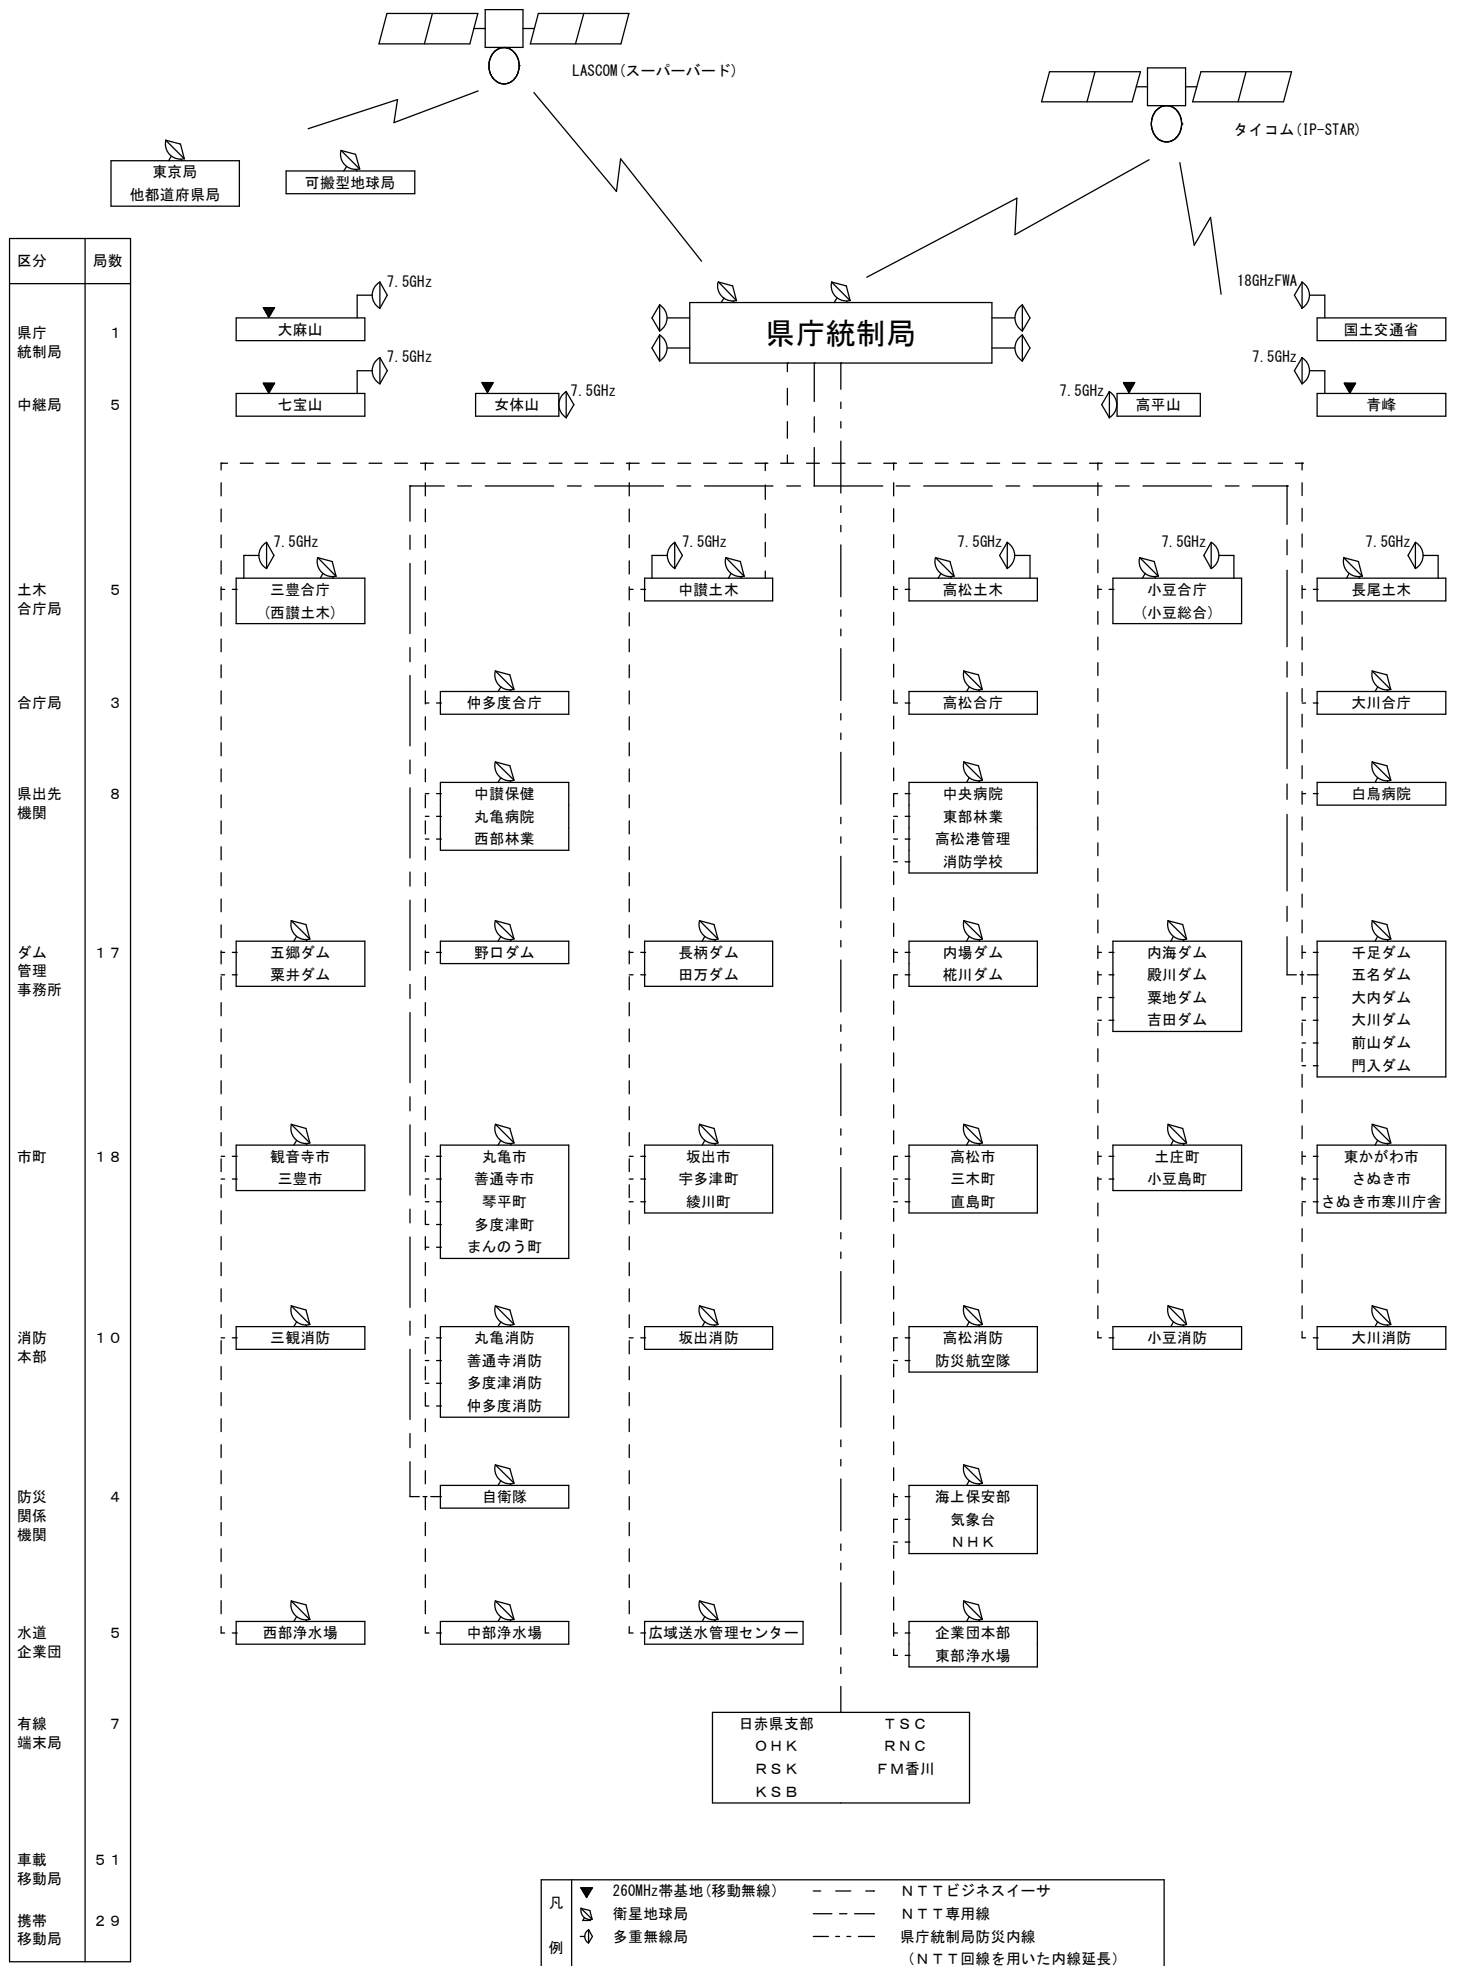 LASCOM(スーパーバード)
タイコム(IP-STAR)
東京局
他都道府県局
可搬型地球局
区分 局数
7.5GHz
18GHzFWA
県庁
統制局
1
大麻山
県庁統制局
国土交通省
7.5GHz
7.5GHz
中継局 5
七宝山
女体山
7.5GHz
7.5GHz
高平山
青峰
7.5GHz
7.5GHz
7.5GHz
7.5GHz
7.5GHz
土木
合庁局
5
三豊合庁
(西讃土木)
中讃土木
高松土木
小豆合庁
(小豆総合)
長尾土木
合庁局 3
仲多度合庁
高松合庁
大川合庁
県出先
機関
8
中讃保健
丸亀病院
西部林業
中央病院
東部林業
高松港管理
消防学校
白鳥病院
ダム
管理
事務所
17
五郷ダム
粟井ダム
野口ダム
長柄ダム
田万ダム
内場ダム
椛川ダム
内海ダム
殿川ダム
粟地ダム
吉田ダム
千足ダム
五名ダム
大内ダム
大川ダム
前山ダム
門入ダム
市町 18
観音寺市
三豊市
丸亀市
善通寺市
琴平町
多度津町
まんのう町
坂出市
宇多津町
綾川町
高松市
三木町
直島町
土庄町
小豆島町
東かがわ市
さぬき市
さぬき市寒川庁舎
消防
本部
10
三観消防
丸亀消防
善通寺消防
多度津消防
仲多度消防
坂出消防
高松消防
防災航空隊
小豆消防
大川消防
防災
関係
機関
4
自衛隊
海上保安部
気象台
NHK
水道
企業団
5
西部浄水場
中部浄水場
広域送水管理センター
企業団本部
東部浄水場
有線
端末局
7
日赤県支部 TSC
OHK RNC
RSK FM香川
KSB
車載
移動局
51
携帯
移動局
29
凡
例
260MHz帯基地(移動無線) NTTビジネスイーサ
衛星地球局 NTT専用線
多重無線局 県庁統制局防災内線
(NTT回線を用いた内線延長)